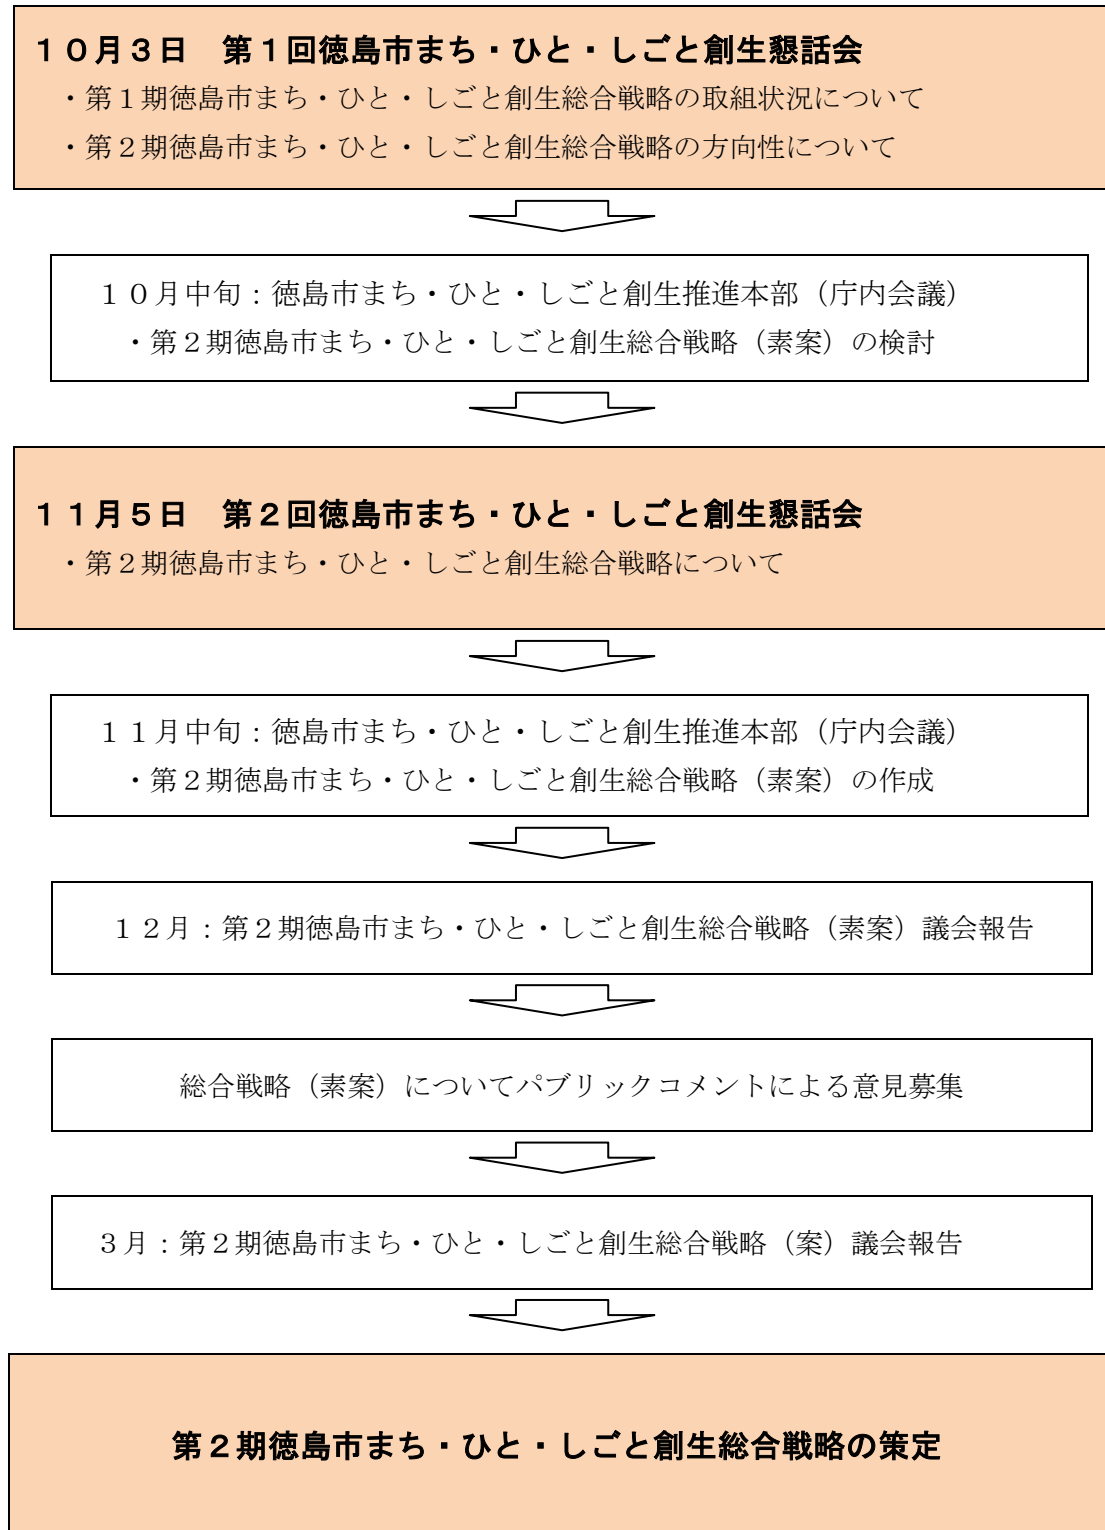 １０月３日　第１回徳島市まち・ひと・しごと創生懇話会
・第１期徳島市まち・ひと・しごと創生総合戦略の取組状況について
・第２期徳島市まち・ひと・しごと創生総合戦略の方向性について
１０月中旬：徳島市まち・ひと・しごと創生推進本部（庁内会議）
・第２期徳島市まち・ひと・しごと創生総合戦略（素案）の検討
１１月５日　第２回徳島市まち・ひと・しごと創生懇話会
・第２期徳島市まち・ひと・しごと創生総合戦略について
１１月中旬：徳島市まち・ひと・しごと創生推進本部（庁内会議）
・第２期徳島市まち・ひと・しごと創生総合戦略（素案）の作成
１２月：第２期徳島市まち・ひと・しごと創生総合戦略（素案）議会報告
総合戦略（素案）についてパブリックコメントによる意見募集
３月：第２期徳島市まち・ひと・しごと創生総合戦略（案）議会報告
第２期徳島市まち・ひと・しごと創生総合戦略の策定